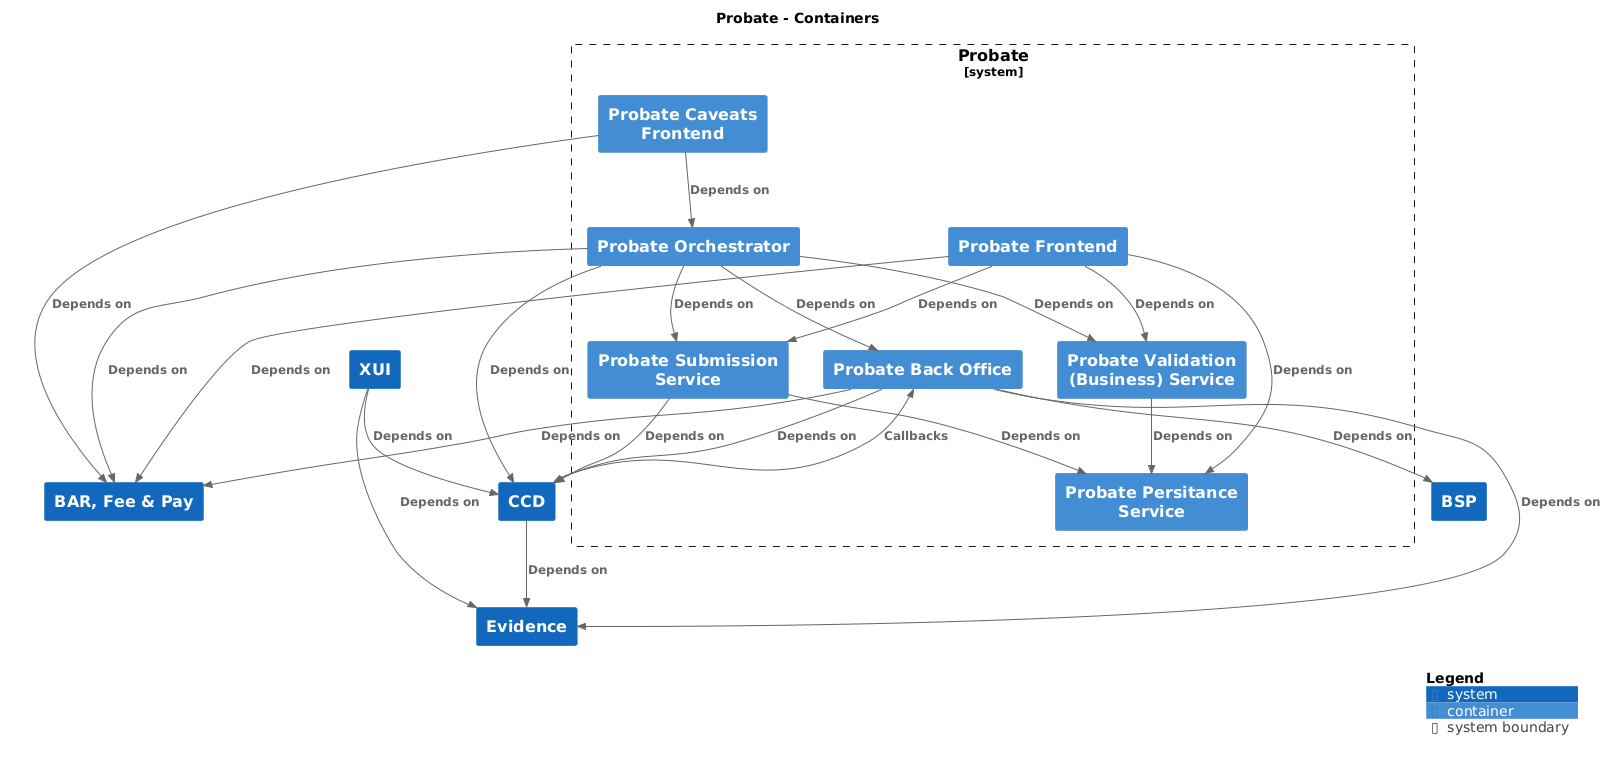 Probate - Containers
Probate
[system]
Probate Caveats
Frontend
Depends on
Probate Orchestrator
Probate Frontend
Depends on
Depends on
Depends on
Depends on
Depends on
Depends on
Depends on
Depends on
Depends on
Depends on
Depends on
XUI
Probate Submission
Service
Probate Back Office
Probate Validation
(Business) Service
Depends on
Depends on
Depends on
Depends on
Callbacks
Depends on
Depends on
Depends on
BAR, Fee & Pay
Depends on
CCD
Probate Persitance
Service
BSP
Depends on
Depends on
Evidence
Legend
system
container
system boundary